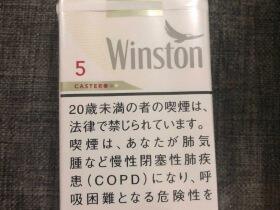 Winston
5
CASTER
20歳未満の者の喫煙は、
法律で禁じられています。
喫煙は、あなたが肺気
腫など慢性閉塞性肺疾
患(COPD)になり、呼
吸困難となる危険性を